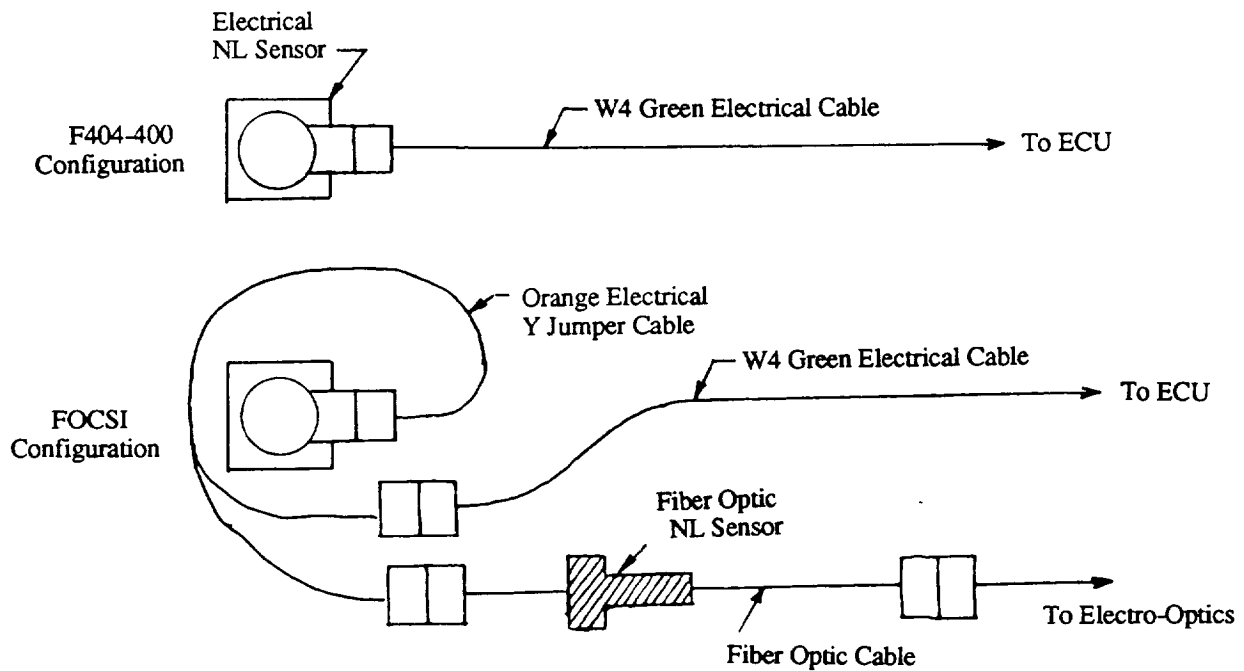 Electrical
NL Sensor
F404-400
Configuration
W4 Green Electrical Cable
To ECU
Orange Electrical
Y Jumper Cable
W4 Green Electrical Cable
To ECU
FOCSI
Configuration
Fiber Optic
NL Sensor
To Electro-Optics
Fiber Optic Cable